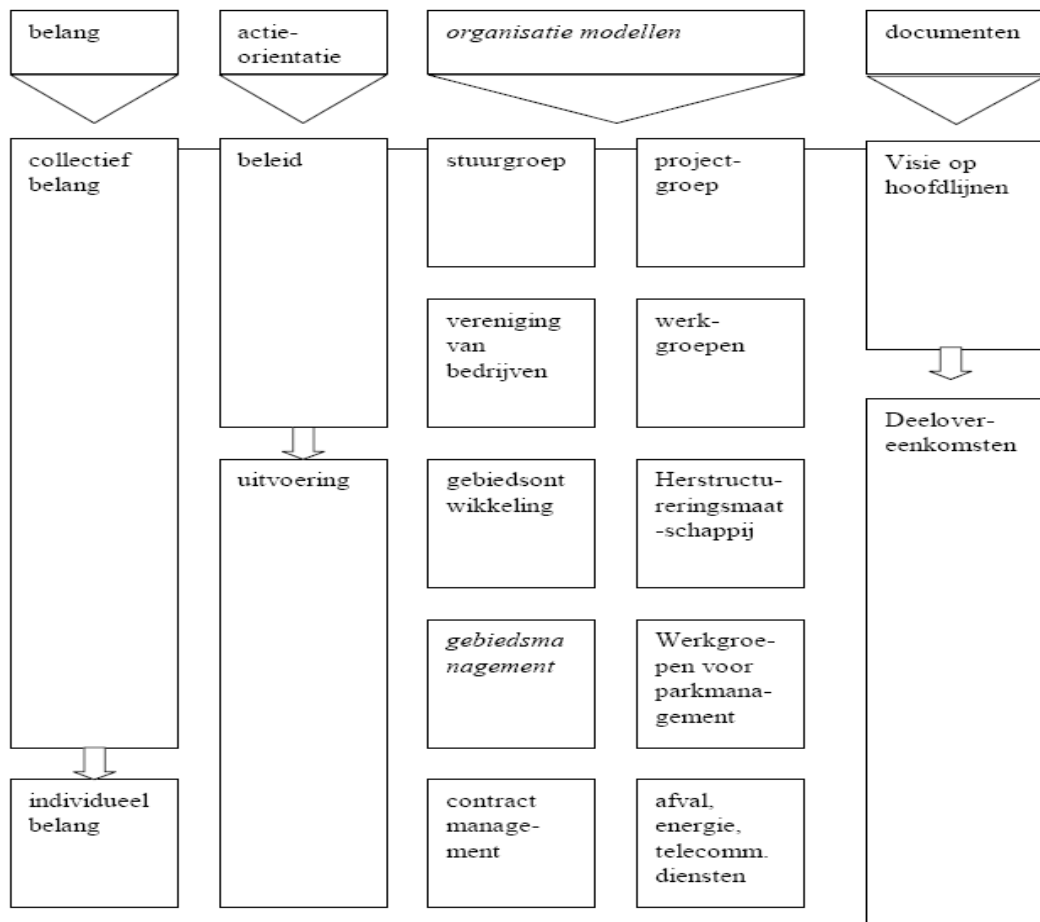 belang
actie-
orientatie
organisatie modellen
documenten
collectief
belang
beleid
stuurgroep
project-
groep
Visie op
hoofdlijnen
vereniging
van
bedrijven
werk-
groepen
Deelover-
eenkomsten
uitvoering
gebiedsont
wikkeling
Herstructu-
reringsmaat
-schappij
gebiedsma
nagement
Werkgroe-
pen voor
parkmana-
gement
individueel
belang
contract
manage-
ment
afval,
energie,
telecomm.
diensten